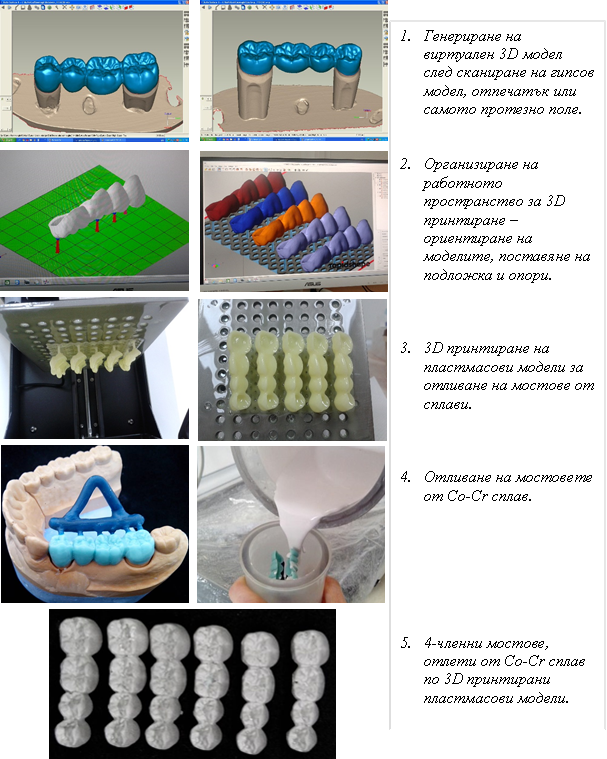 1. Генериране на
виртуален 3D модел
след сканиране на гипсов
модел, отпечатък или
самото протезно поле.
2. Организиране на
работното
пространство за 3D
принтиране –
ориентиране на
моделите, поставяне на
подложка и опори.
rapidshape
ASUS
3. 3D принтиране на
пластмасови модели за
отливане на мостове от
сплави.
4. Отливане на мостовете
от Co-Cr сплав.
5. 4-членни мостове,
отлети от Co-Cr сплав
по 3D принтирани
пластмасови модели.